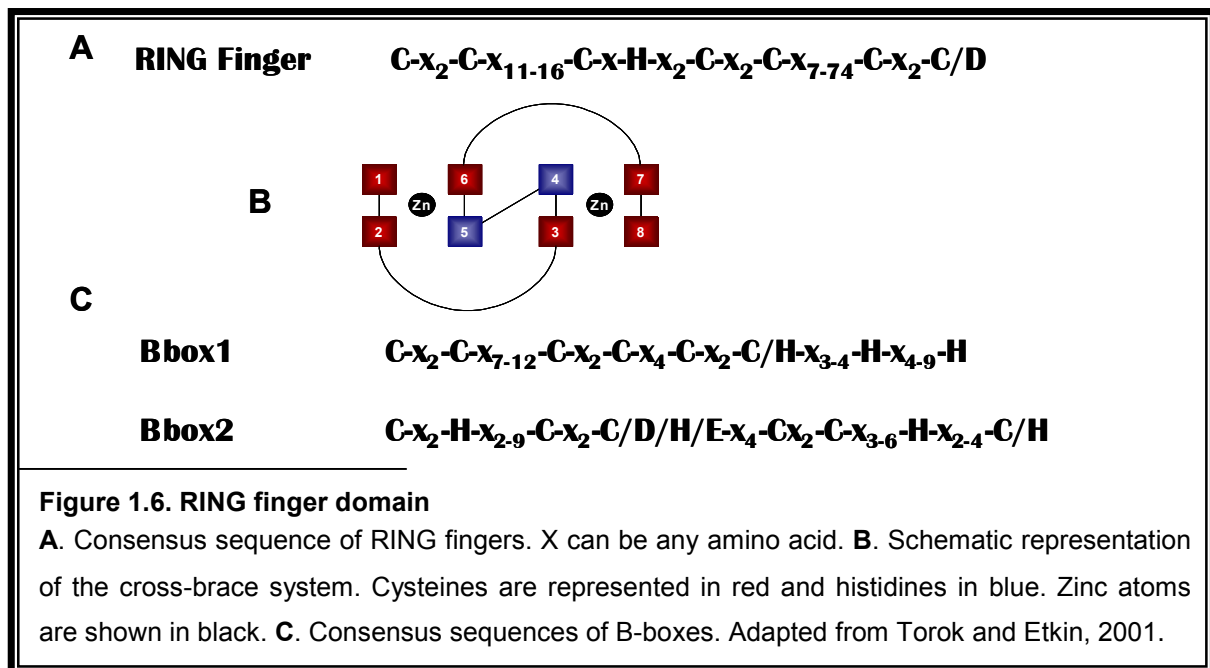 A
RING Finger C-x₂-C-x₁₁₋₁₆-C-x-H-x₂-C-x₂-C-x₇₋₇₄-C-x₂-C/D
B
1 6 4 7
Zn Zn
2 5 3 8
C
Bbox1 C-x₂-C-x₇₋₁₂-C-x₂-C-x₄-C-x₂-C/H-x₃₋₄-H-x₄₋₉-H
Bbox2 C-x₂-H-x₂₋₉-C-x₂-C/D/H/E-x₄-Cx₂-C-x₃₋₆-H-x₂₋₄-C/H
Figure 1.6. RING finger domain
A. Consensus sequence of RING fingers. X can be any amino acid. B. Schematic representation
of the cross-brace system. Cysteines are represented in red and histidines in blue. Zinc atoms
are shown in black. C. Consensus sequences of B-boxes. Adapted from Torok and Etkin, 2001.